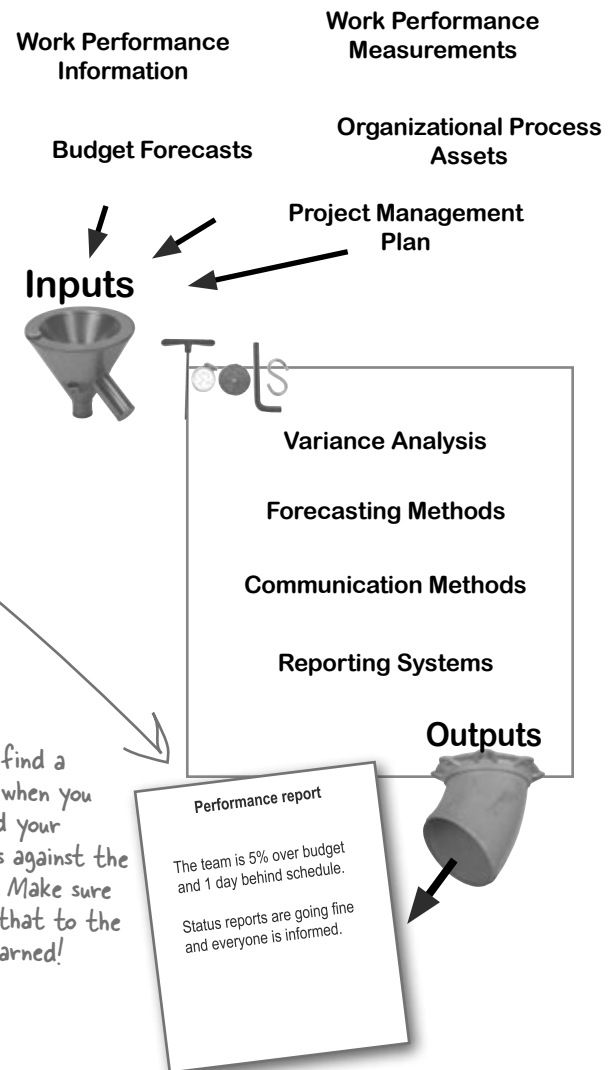 Work Performance
Information
Work Performance
Measurements
Budget Forecasts
Organizational Process
Assets
Project Management
Plan
Inputs
Tools
Variance Analysis
Forecasting Methods
Communication Methods
Reporting Systems
Outputs
find a
when you
your
against the
Make sure
that to the
Performance report
The team is 5% over budget
and 1 day behind schedule.
Status reports are going fine
and everyone is informed.